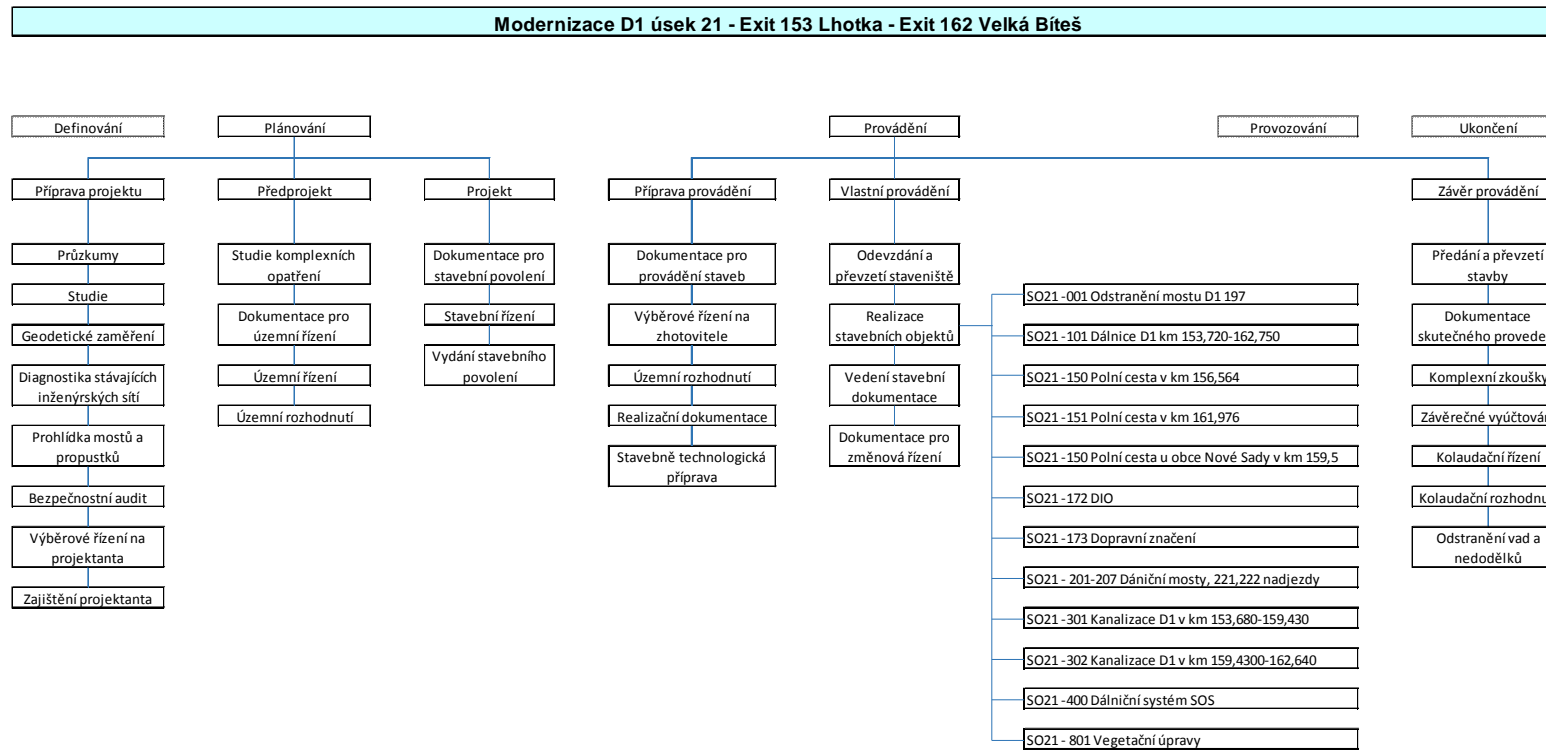 Modernizace D1 úsek 21 - Exit 153 Lhotka - Exit 162 Velká Bíteš
Definování
Plánování
Provádění
Provozování
Ukončení
Příprava projektu
Předprojekt
Projekt
Příprava provádění
Vlastní provádění
Závěr provádění
Průzkumy
Studie
Geodetické zaměření
Diagnostika stávajících
inženýrských sítí
Prohlídka mostů a
propustků
Bezpečnostní audit
Výběrové řízení na
projektanta
Zajištění projektanta
Studie komplexních
opatření
Dokumentace pro
územní řízení
Územní řízení
Územní rozhodnutí
Dokumentace pro
stavební povolení
Stavební řízení
Vydání stavebního
povolení
Dokumentace pro
provádění staveb
Výběrové řízení na
zhotovitele
Územní rozhodnutí
Realizační dokumentace
Stavebně technologická
příprava
Odevzdání a
převzetí staveniště
Realizace
stavebních objektů
Vedení stavební
dokumentace
Dokumentace pro
změnová řízení
SO21 -001 Odstranění mostu D1 197
SO21 -101 Dálnice D1 km 153,720-162,750
SO21 -150 Polní cesta v km 156,564
SO21 -151 Polní cesta v km 161,976
SO21 -150 Polní cesta u obce Nové Sady v km 159,5
SO21 -172 DIO
SO21 -173 Dopravní značení
SO21 - 201-207 Dániční mosty, 221,222 nadjezdy
SO21 -301 Kanalizace D1 v km 153,680-159,430
SO21 -302 Kanalizace D1 v km 159,4300-162,640
SO21 -400 Dálniční systém SOS
SO21 - 801 Vegetační úpravy
Předání a převzetí
stavby
Dokumentace
skutečného provede
Komplexní zkoušky
Závěrečné vyúčtován
Kolaudační řízení
Kolaudační rozhodnu
Odstranění vad a
nedodělků